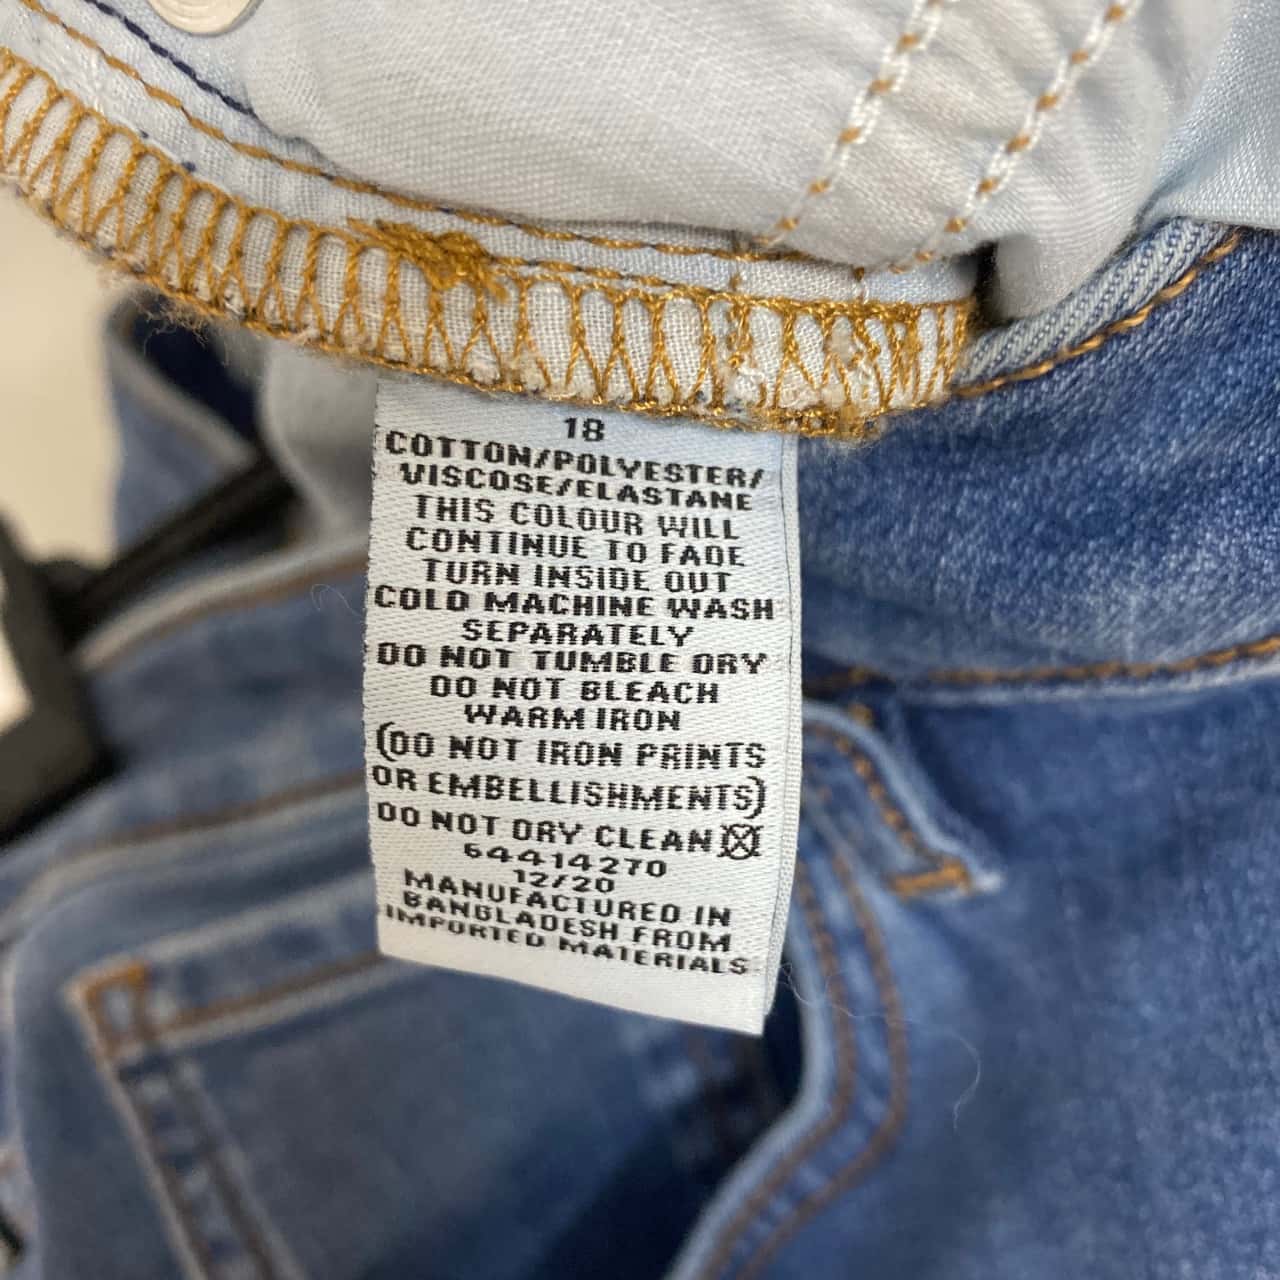 18
COTTON/POLYESTER/
VISCOSE/ELASTANE
THIS COLOUR WILL
CONTINUE TO FADE
TURN INSIDE OUT
COLD MACHINE WASH
SEPARATELY
DO NOT TUMBLE DRY
DO NOT BLEACH
WARM IRON
(DO NOT IRON PRINTS
OR EMBELLISHMENTS)
DO NOT DRY CLEAN
64414270
12/20
MANUFACTURED IN
BANGLADESH FROM
IMPORTED MATERIALS